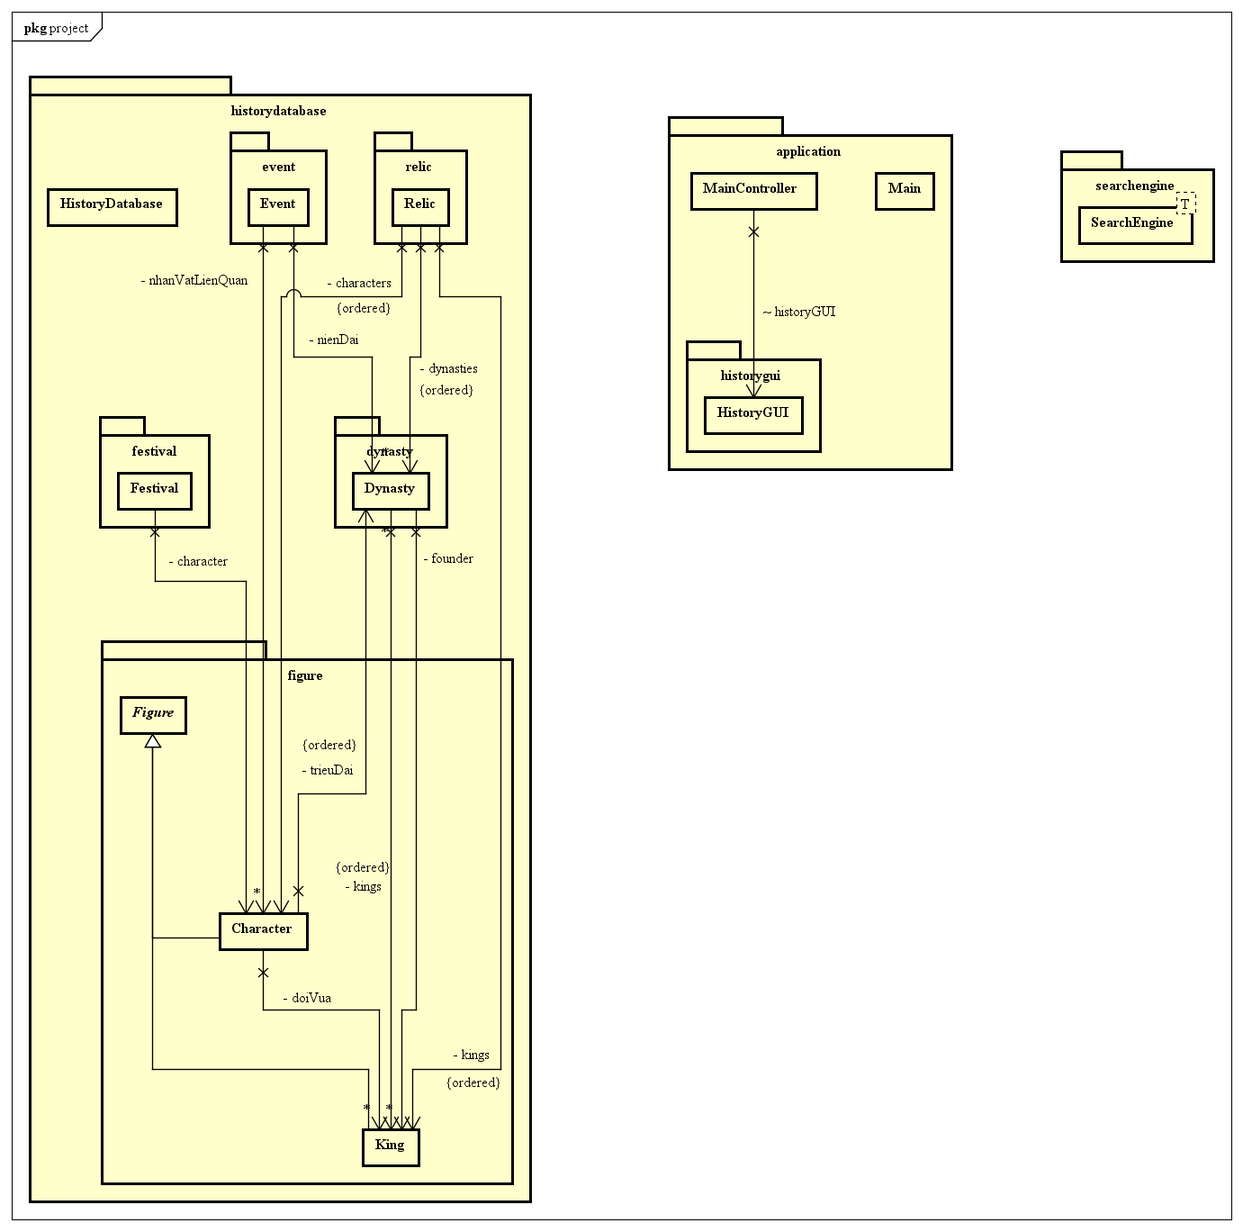 pkg project
historydatabase
event
relic
HistoryDatabase
Event
Relic
- nhanVatLienQuan
- characters
{ordered}
- nienDai
- dynasties
{ordered}
festival
*
dynasty
Festival
Dynasty
*
- character
- founder
figure
Figure
{ordered}
- trieuDai
{ordered}
- kings
*
Character
- doiVua
- kings
{ordered}
* *
King
application
MainController
Main
~ historyGUI
historygui
HistoryGUI
searchengine
T
SearchEngine